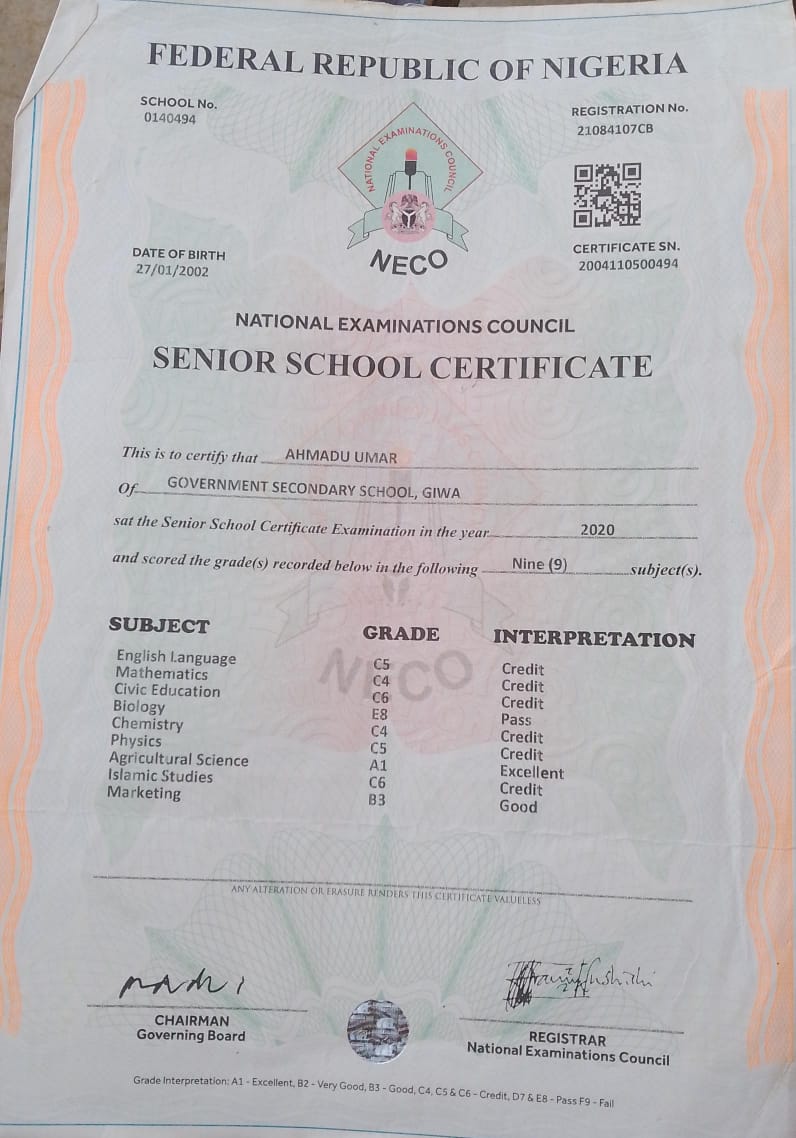 FEDERAL REPUBLIC OF NIGERIA
SCHOOL No.
0140494
REGISTRATION No.
21084107CB
NATIONAL EXAMINATIONS COUNCIL
NECO
DATE OF BIRTH
27/01/2002
CERTIFICATE SN.
2004110500494
NATIONAL EXAMINATIONS COUNCIL
SENIOR SCHOOL CERTIFICATE
This is to certify that AHMADU UMAR
Of GOVERNMENT SECONDARY SCHOOL, GIWA
sat the Senior School Certificate Examination in the year 2020
and scored the grade(s) recorded below in the following Nine (9) subject(s).
SUBJECT GRADE INTERPRETATION
English Language C5 Credit
Mathematics C4 Credit
Civic Education C6 Credit
Biology E8 Pass
Chemistry C4 Credit
Physics C5 Credit
Agricultural Science A1 Excellent
Islamic Studies C6 Credit
Marketing B3 Good
NECO
ANY ALTERATION OR ERASURE RENDERS THIS CERTIFICATE VALUELESS
CHAIRMAN
Governing Board
REGISTRAR
National Examinations Council
Grade Interpretation: A1 - Excellent, B2 - Very Good, B3 - Good, C4, C5 & C6 - Credit, D7 & E8 - Pass F9 - Fail